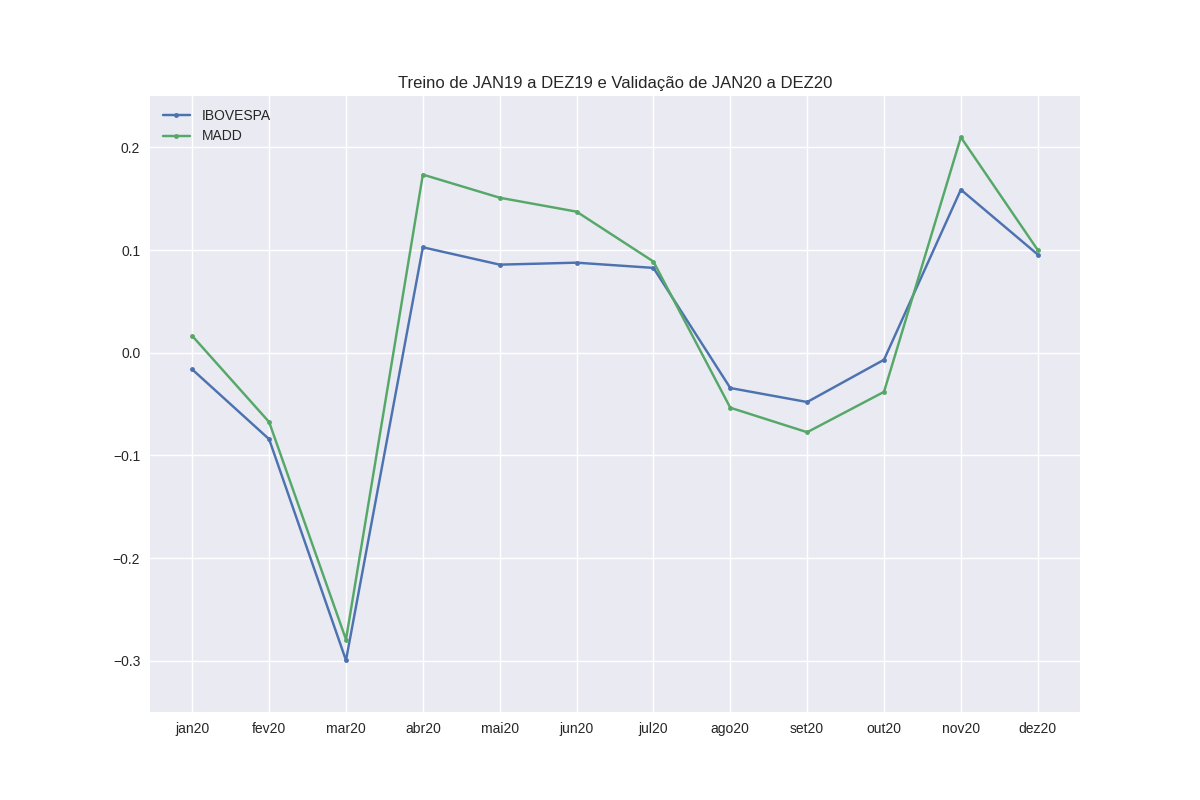 Treino de JAN19 a DEZ19 e Validação de JAN20 a DEZ20
IBOVESPA
MADD
0.2
0.1
0.0
−0.1
−0.2
−0.3
jan20 fev20 mar20 abr20 mai20 jun20 jul20 ago20 set20 out20 nov20 dez20